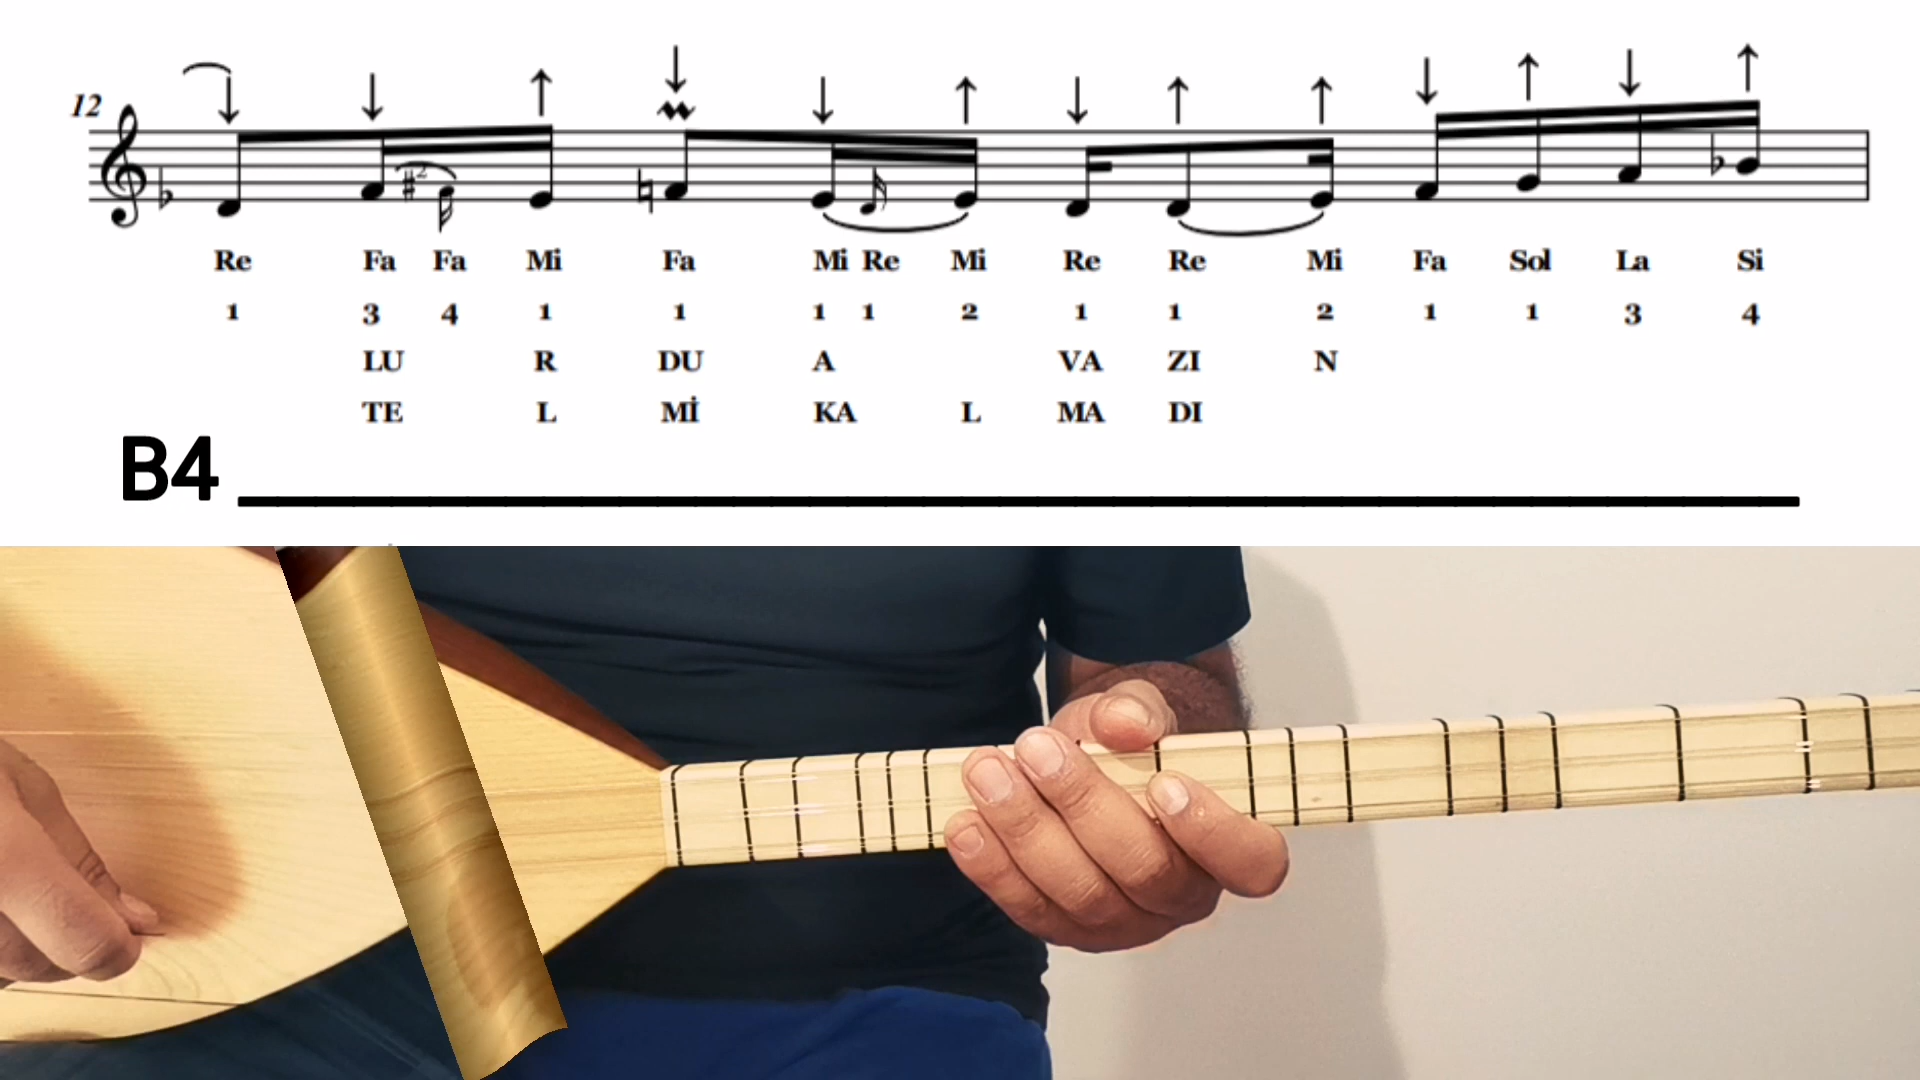 12
2
Re Fa Fa Mi Fa Mi Re Mi Re Re Mi Fa Sol La Si
1 3 4 1 1 1 1 2 1 1 2 1 1 3 4
LU R DU A VA ZI N
TE L Mİ KA L MA DI
B4